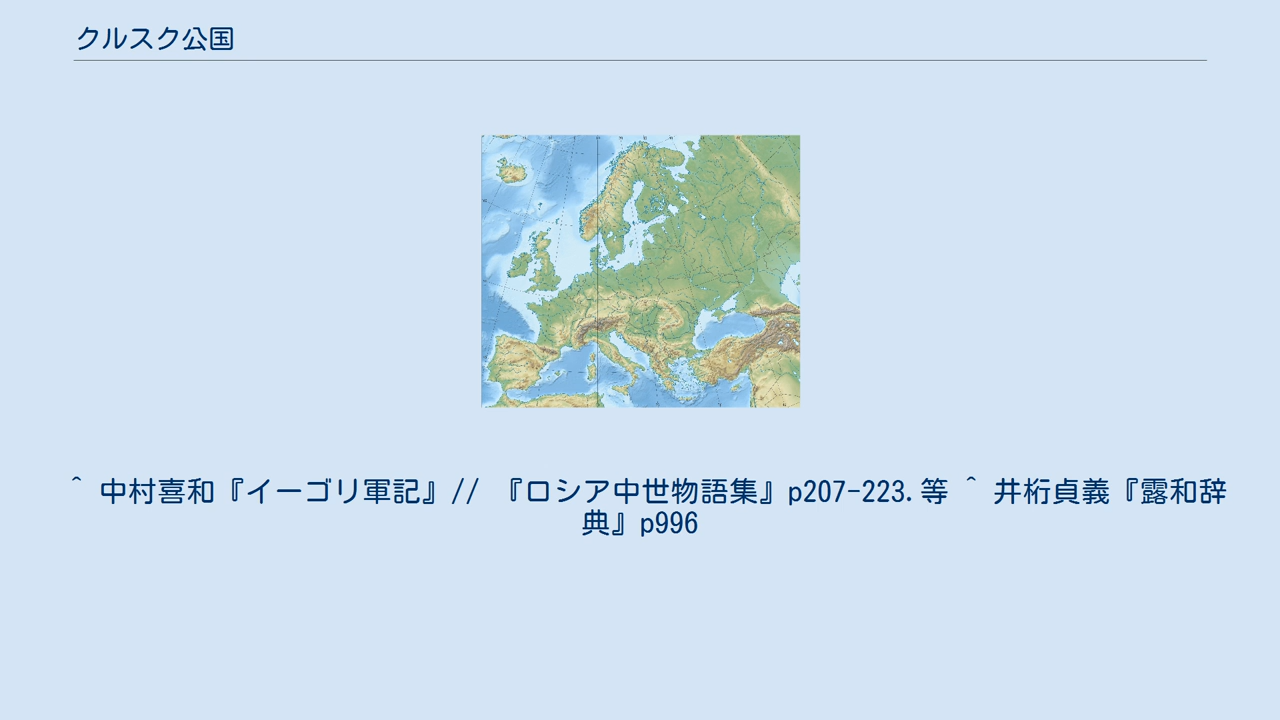 クルスク公国
^ 中村喜和『イーゴリ軍記』// 『ロシア中世物語集』p207-223.等 ^ 井桁貞義『露和辞
典』p996